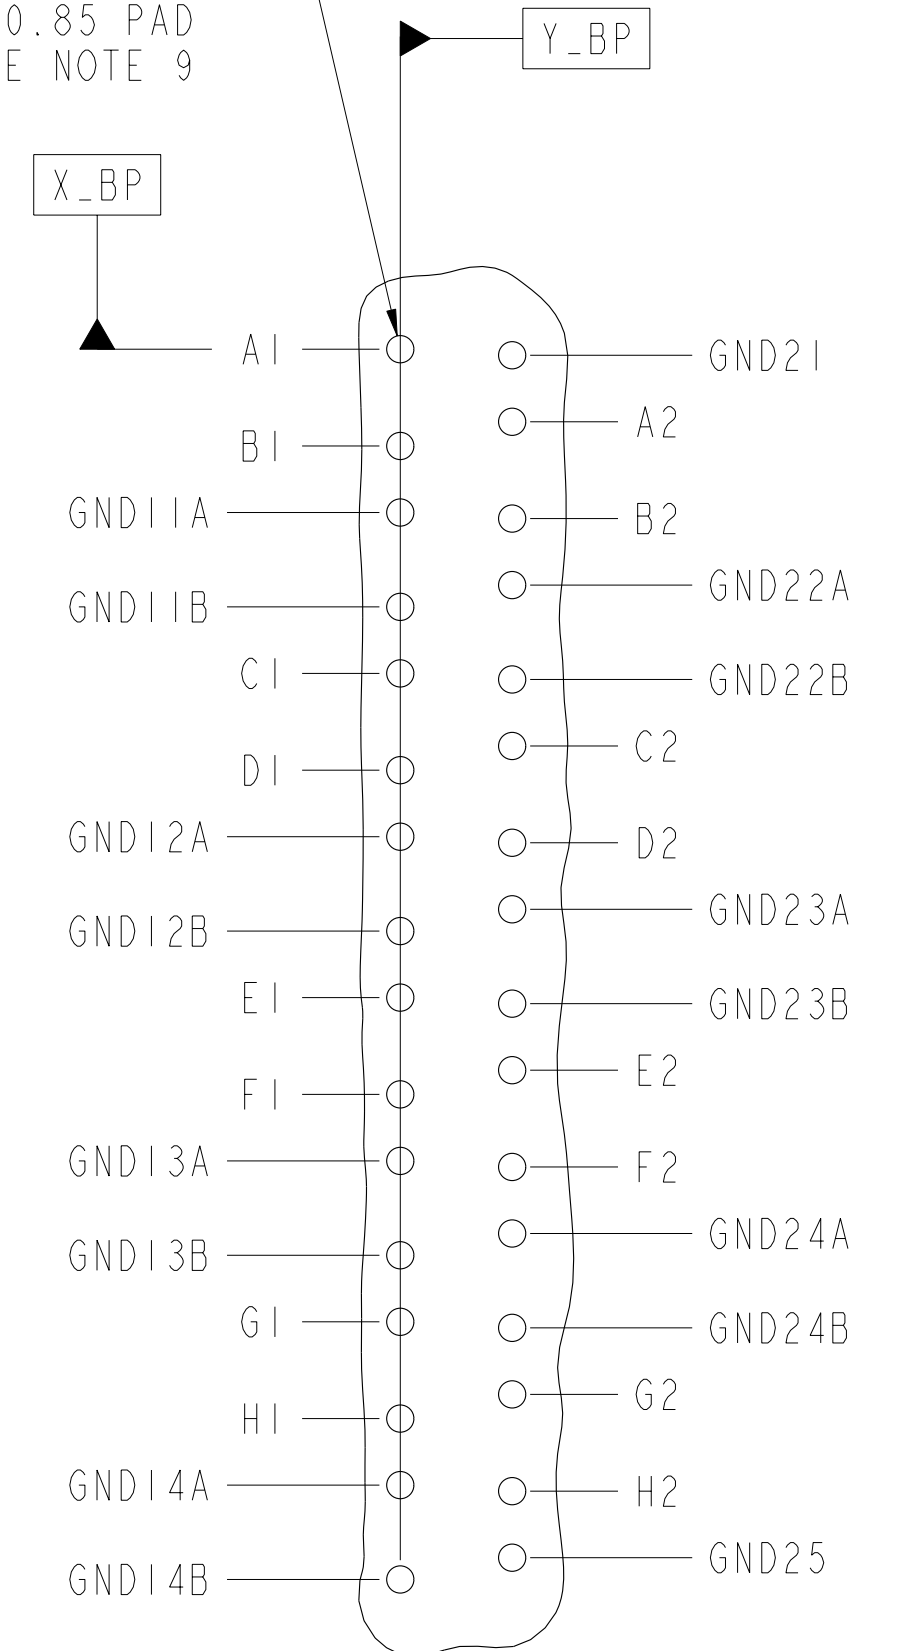 0.85 PAD
E NOTE 9
Y_BP
X_BP
A1
GND21
A2
B1
GND11A
B2
GND22A
GND11B
C1
GND22B
C2
D1
GND12A
D2
GND23A
GND12B
E1
GND23B
E2
F1
GND13A
F2
GND24A
GND13B
G1
GND24B
G2
H1
GND14A
H2
GND25
GND14B